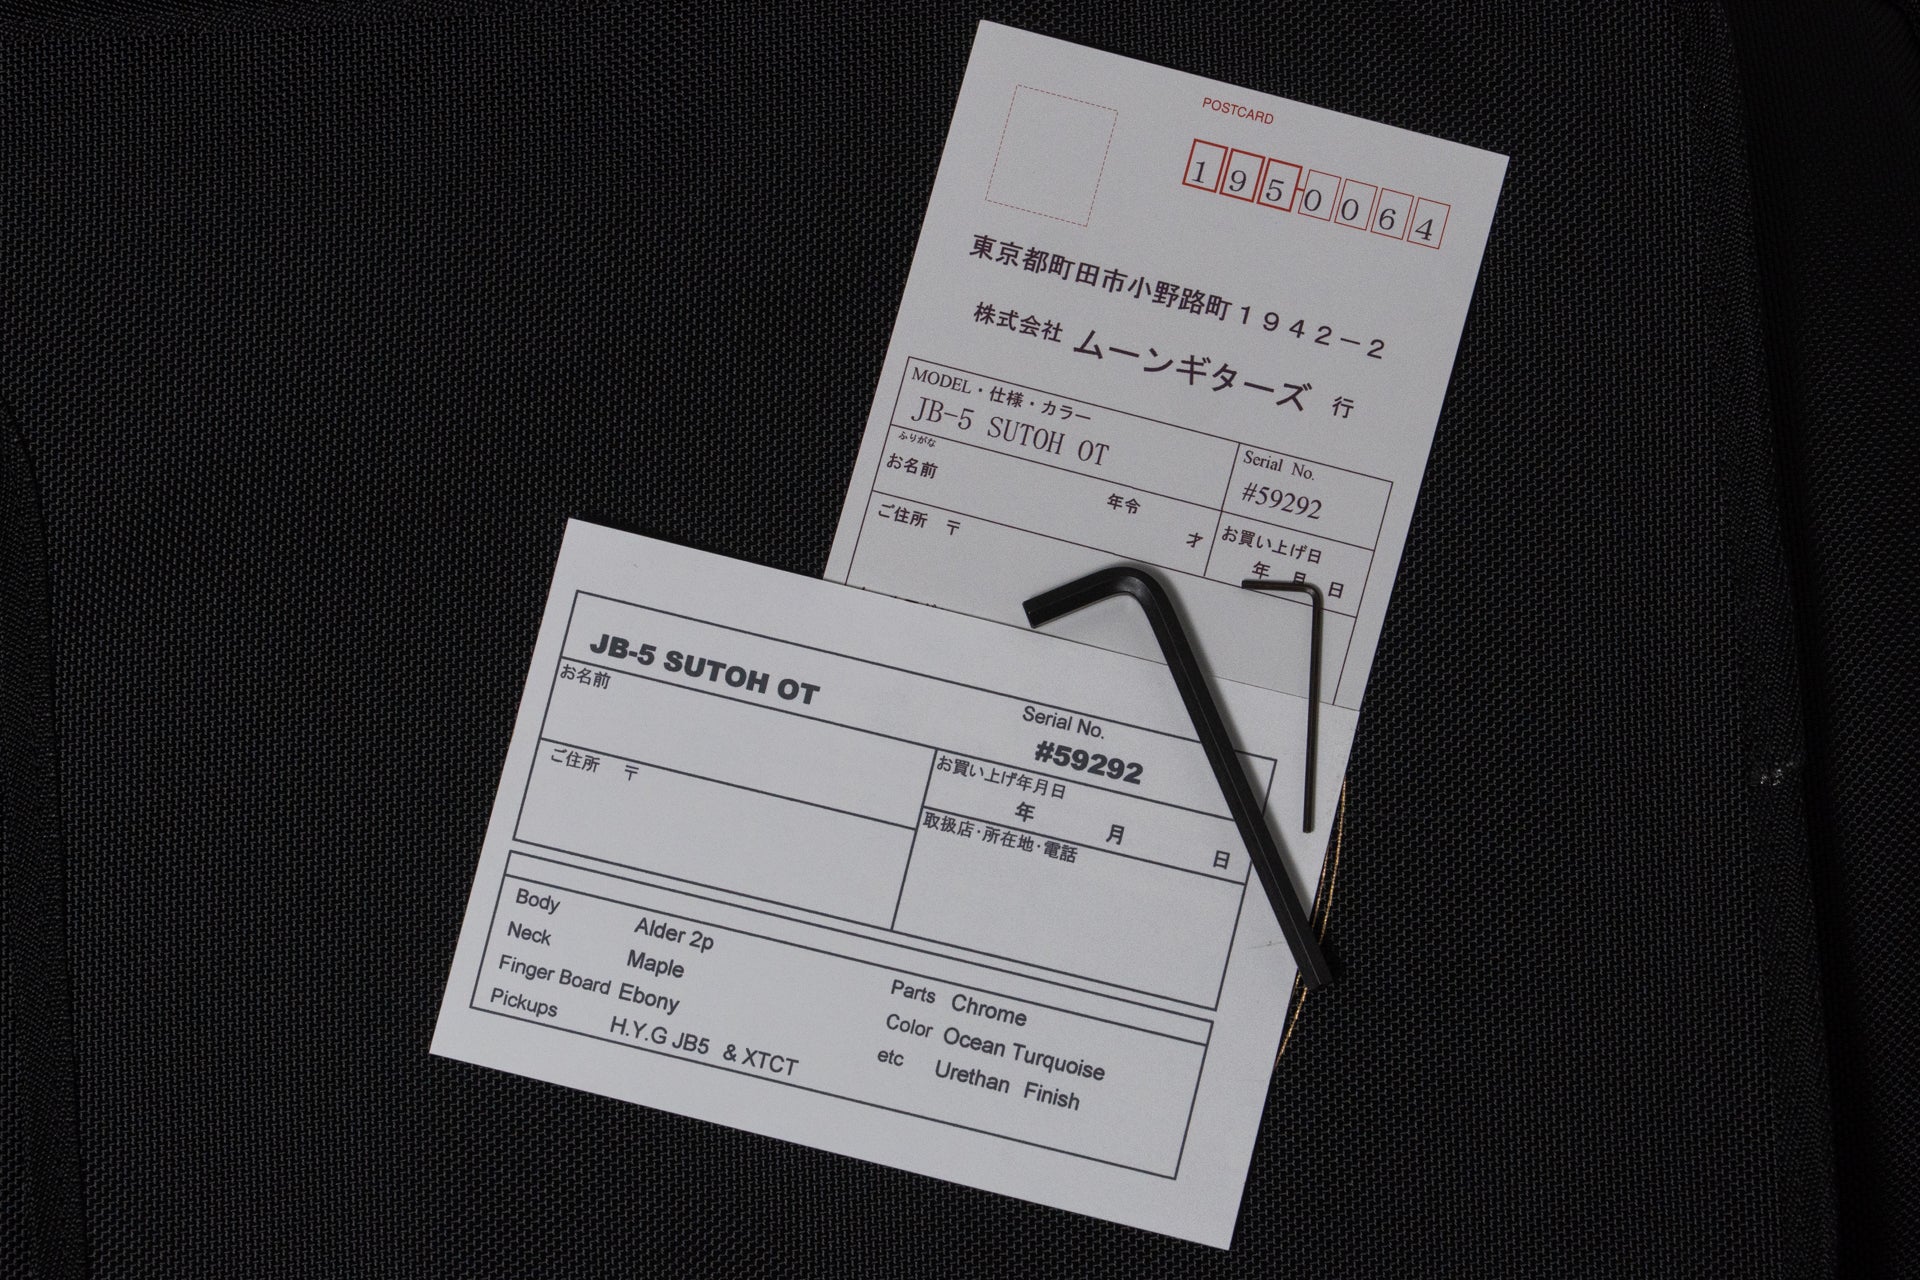 POSTCARD
195-0064
東京都町田市小野路町１９４２－２
株式会社 ムーンギターズ 行
MODEL・仕様・カラー
JB-5 SUTOH OT
Serial No.
#59292
ふりがな
お名前
年令
才
お買い上げ日
年 月 日
ご住所 〒
JB-5 SUTOH OT
Serial No.
#59292
お名前
お買い上げ年月日
年 月 日
ご住所 〒
取扱店・所在地・電話
Body Alder 2p
Neck Maple
Finger Board Ebony
Pickups H.Y.G JB5 & XTCT
Parts Chrome
Color Ocean Turquoise
etc Urethan Finish